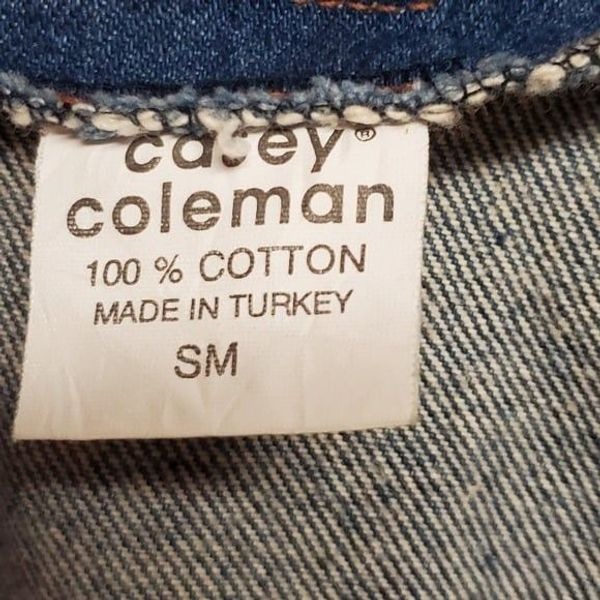 casey®
coleman
100 % COTTON
MADE IN TURKEY
SM